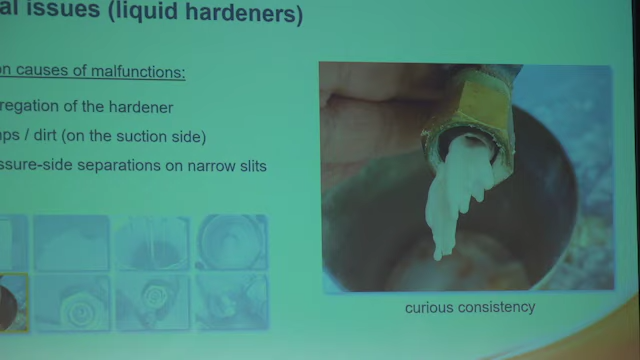 al issues (liquid hardeners)
on causes of malfunctions:
regation of the hardener
mps / dirt (on the suction side)
ssure-side separations on narrow slits
curious consistency